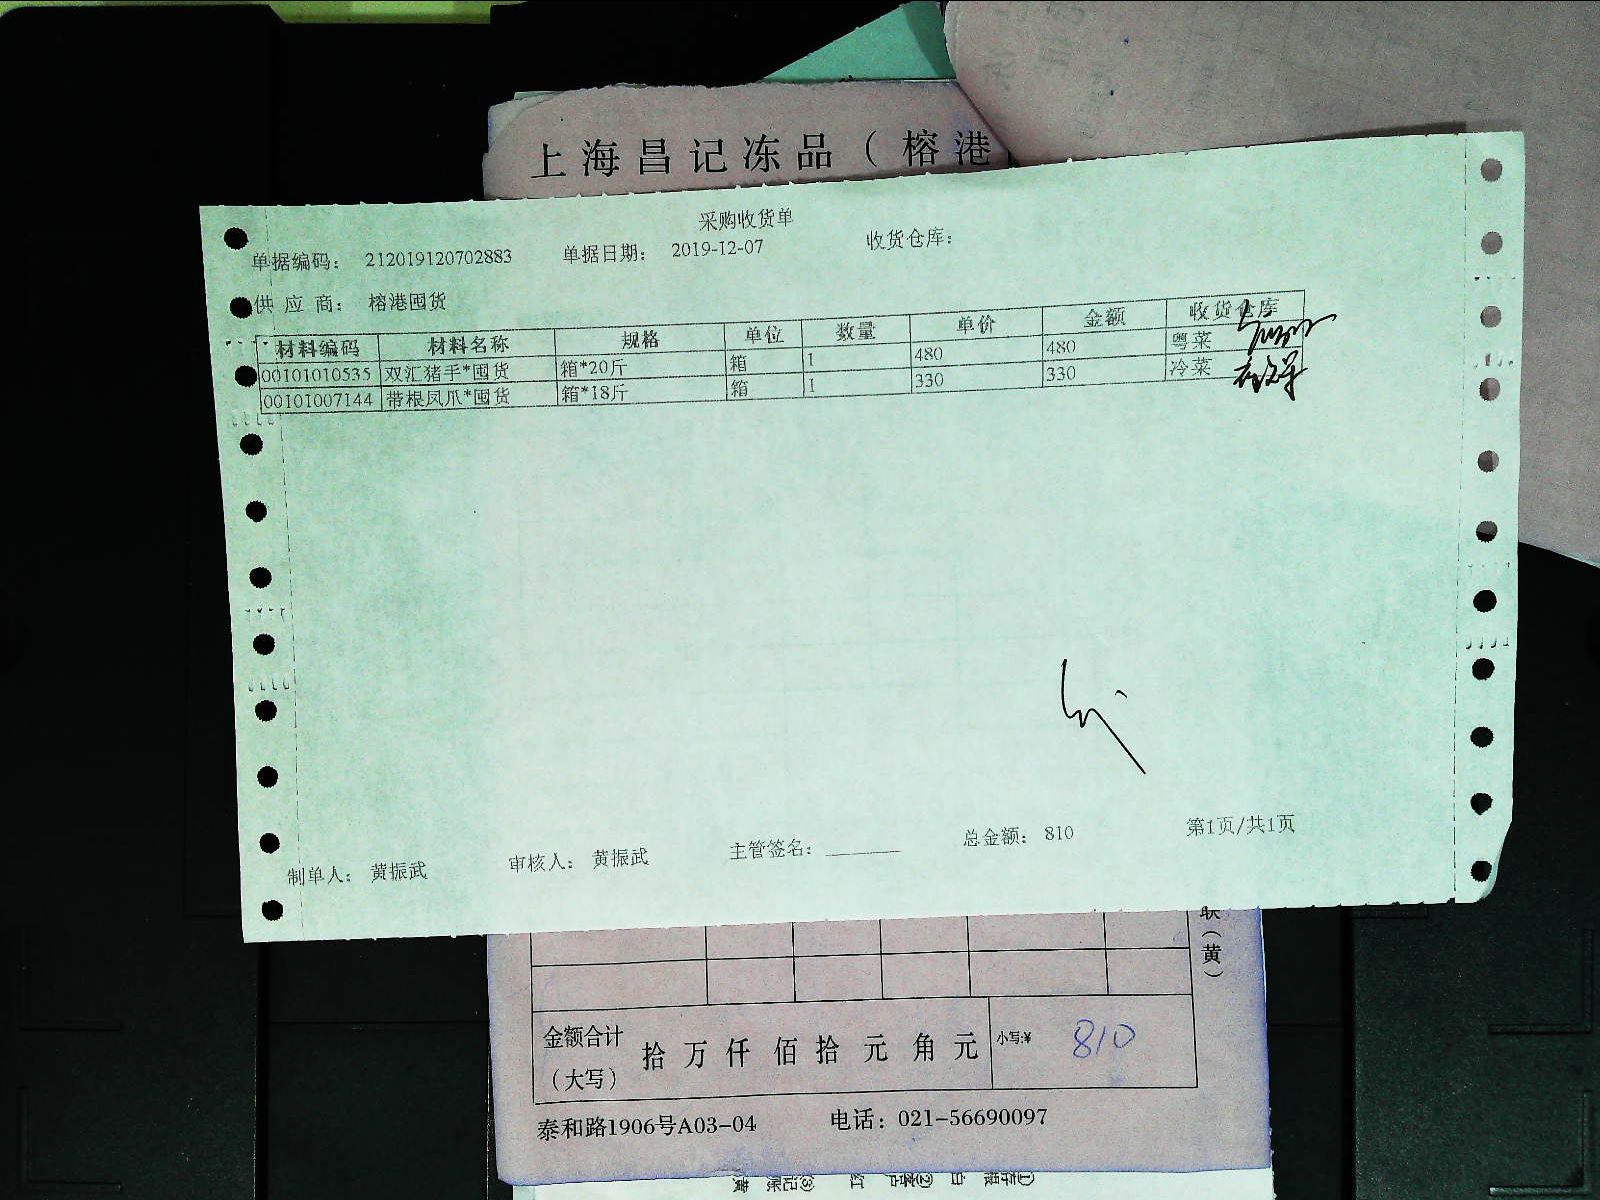 上海昌记冻品（榕港
采购收货单
单据编码： 212019120702883 单据日期： 2019-12-07 收货仓库：
供 应 商： 榕港囤货
材料编码 材料名称 规格 单位 数量 单价 金额 收货仓库
00101010535 双汇猪手*囤货 箱*20斤 箱 1 480 480 粤菜
00101007144 带根凤爪*囤货 箱*18斤 箱 1 330 330 冷菜
制单人： 黄振武 审核人： 黄振武 主管签名： 总金额： 810 第1页/共1页
联（黄）
金额合计（大写） 拾 万 仟 佰 拾 元 角 元 小写:¥ 810
泰和路1906号A03-04 电话：021-56690097